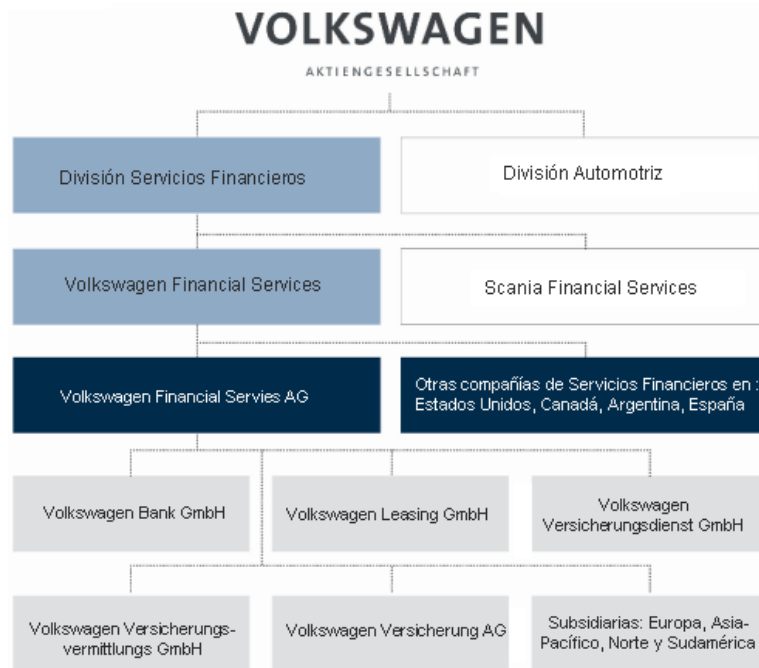 VOLKSWAGEN
AKTIENGESELLSCHAFT
División Servicios Financieros
División Automotriz
Volkswagen Financial Services
Scania Financial Services
Volkswagen Financial Servies AG
Otras compañías de Servicios Financieros en :
Estados Unidos, Canadá, Argentina, España
Volkswagen Bank GmbH
Volkswagen Leasing GmbH
Volkswagen
Versicherungsdienst GmbH
Volkswagen Versicherungs-
vermittlungs GmbH
Volkswagen Versicherung AG
Subsidiarias: Europa, Asia-
Pacífico, Norte y Sudamérica